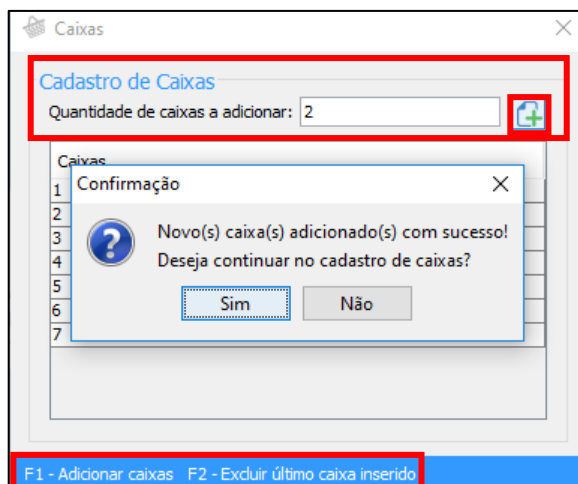 Caixas
Cadastro de Caixas
Quantidade de caixas a adicionar: 2
Caixas
Confirmação
1
2
3
4
5
6
7
Novo(s) caixa(s) adicionado(s) com sucesso!
Deseja continuar no cadastro de caixas?
Sim Não
F1 - Adicionar caixas F2 - Excluir último caixa inserido